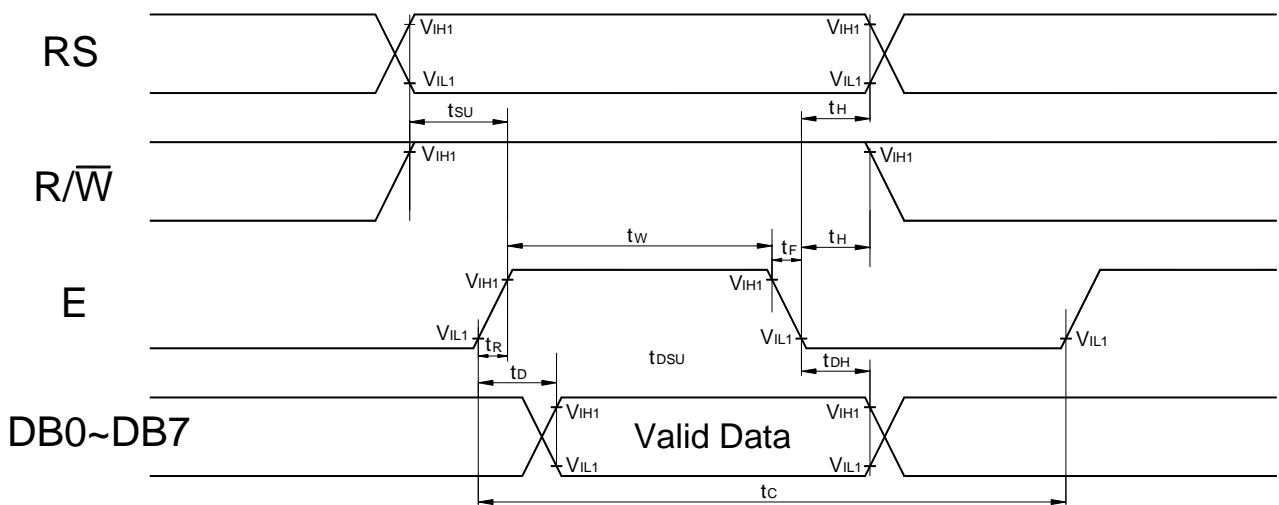 RS
VIH1
VIL1
VIH1
VIL1
tSU
tH
R/W̅
VIH1
VIH1
tW
tF
tH
E
VIH1
VIL1
VIH1
VIL1
VIL1
tR
tD
tDSU
tDH
DB0~DB7
VIH1
VIL1
Valid Data
VIH1
VIL1
tC